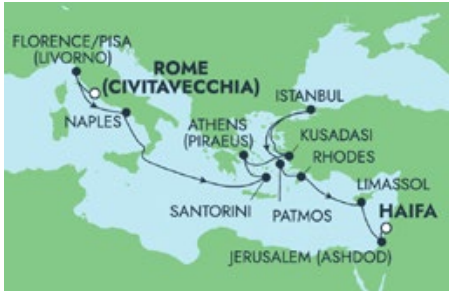 FLORENCE/PISA
(LIVORNO)
ROME
(CIVITAVECCHIA)
NAPLES
ISTANBUL
ATHENS
(PIRAEUS)
KUSADASI
RHODES
LIMASSOL
SANTORINI
PATMOS
HAIFA
JERUSALEM (ASHDOD)